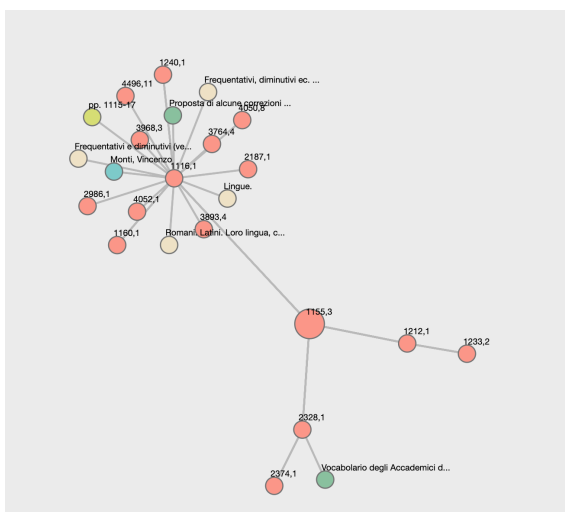 1240,1
4496,11
Frequentativi, diminutivi ec. ...
pp. 1115-17
Proposta di alcune correzioni ...
4050,8
3968,3
3764,4
Frequentativi e diminutivi (ve...
Monti, Vincenzo
1116,1
2187,1
Lingue.
2986,1
4052,1
3893,4
1160,1
Romani. Latini. Loro lingua, c...
1155,3
1212,1
1233,2
2328,1
2374,1
Vocabolario degli Accademici d...